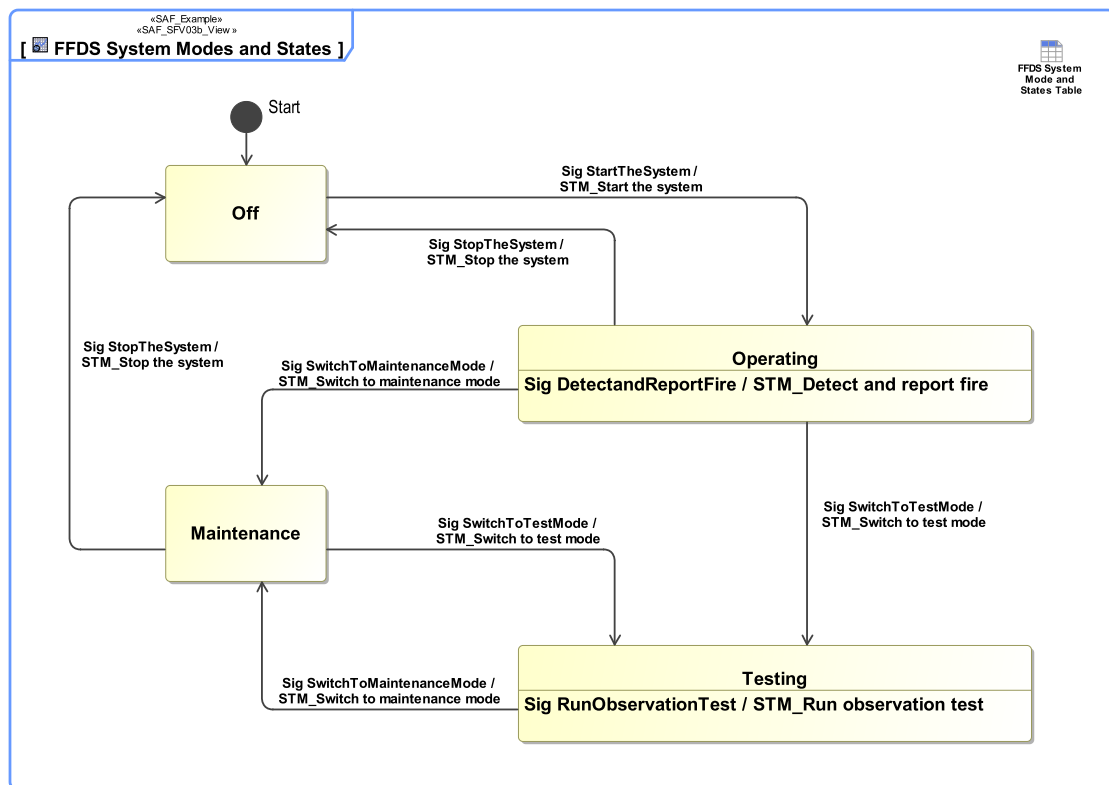 «SAF_Example»
«SAF_SFV03b_View »
[ FFDS System Modes and States ]
FFDS System
Mode and
States Table
Start
Sig StartTheSystem /
STM_Start the system
Off
Sig StopTheSystem /
STM_Stop the system
Sig StopTheSystem /
STM_Stop the system
Sig SwitchToMaintenanceMode /
STM_Switch to maintenance mode
Operating
Sig DetectandReportFire / STM_Detect and report fire
Sig SwitchToTestMode /
STM_Switch to test mode
Maintenance
Sig SwitchToTestMode /
STM_Switch to test mode
Sig SwitchToMaintenanceMode /
STM_Switch to maintenance mode
Testing
Sig RunObservationTest / STM_Run observation test